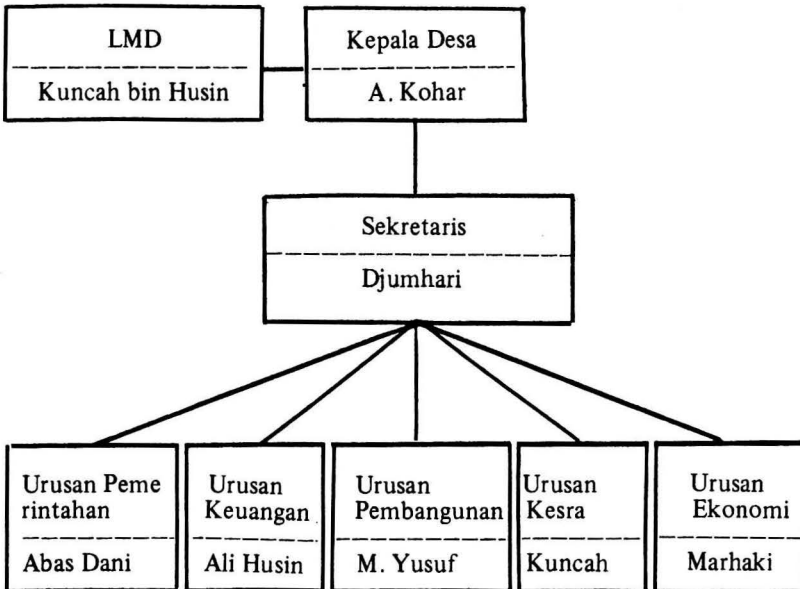 LMD
Kuncah bin Husin
Kepala Desa
A. Kohar
Sekretaris
Djumhari
Urusan Peme
rintahan
Abas Dani
Urusan
Keuangan
Ali Husin
Urusan
Pembangunan
M. Yusuf
Urusan
Kesra
Kuncah
Urusan
Ekonomi
Marhaki